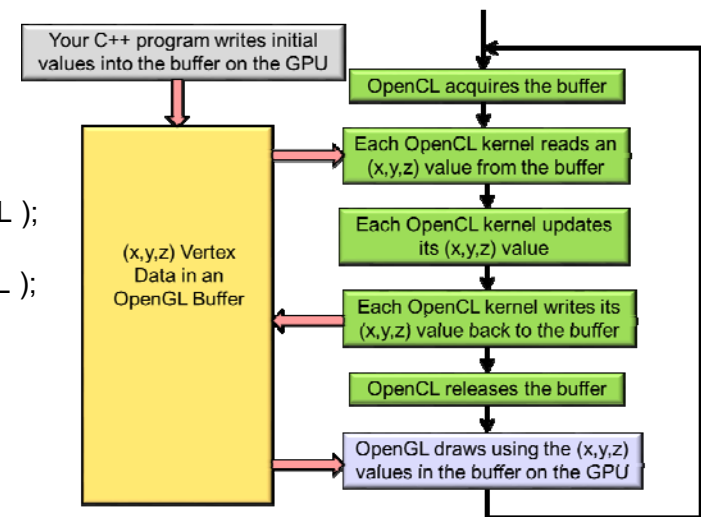 Your C++ program writes initial
values into the buffer on the GPU
OpenCL acquires the buffer
Each OpenCL kernel reads an
(x,y,z) value from the buffer
L );
Each OpenCL kernel updates
its (x,y,z) value
(x,y,z) Vertex
Data in an
OpenGL Buffer
L );
Each OpenCL kernel writes its
(x,y,z) value back to the buffer
OpenCL releases the buffer
OpenGL draws using the (x,y,z)
values in the buffer on the GPU